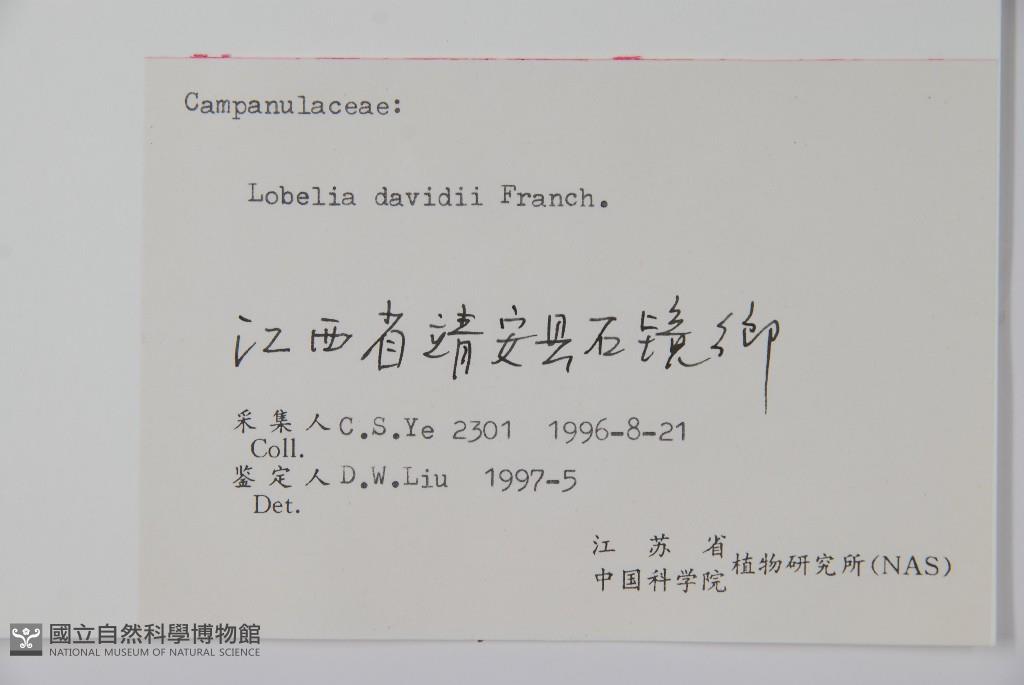 Campanulaceae:
Lobelia davidii Franch.
江西省靖安县石镜鄉
采集人 C.S.Ye 2301 1996-8-21
Coll.
鉴定人 D.W.Liu 1997-5
Det.
江苏省
中国科学院植物研究所(NAS)
國立自然科學博物館
NATIONAL MUSEUM OF NATURAL SCIENCE